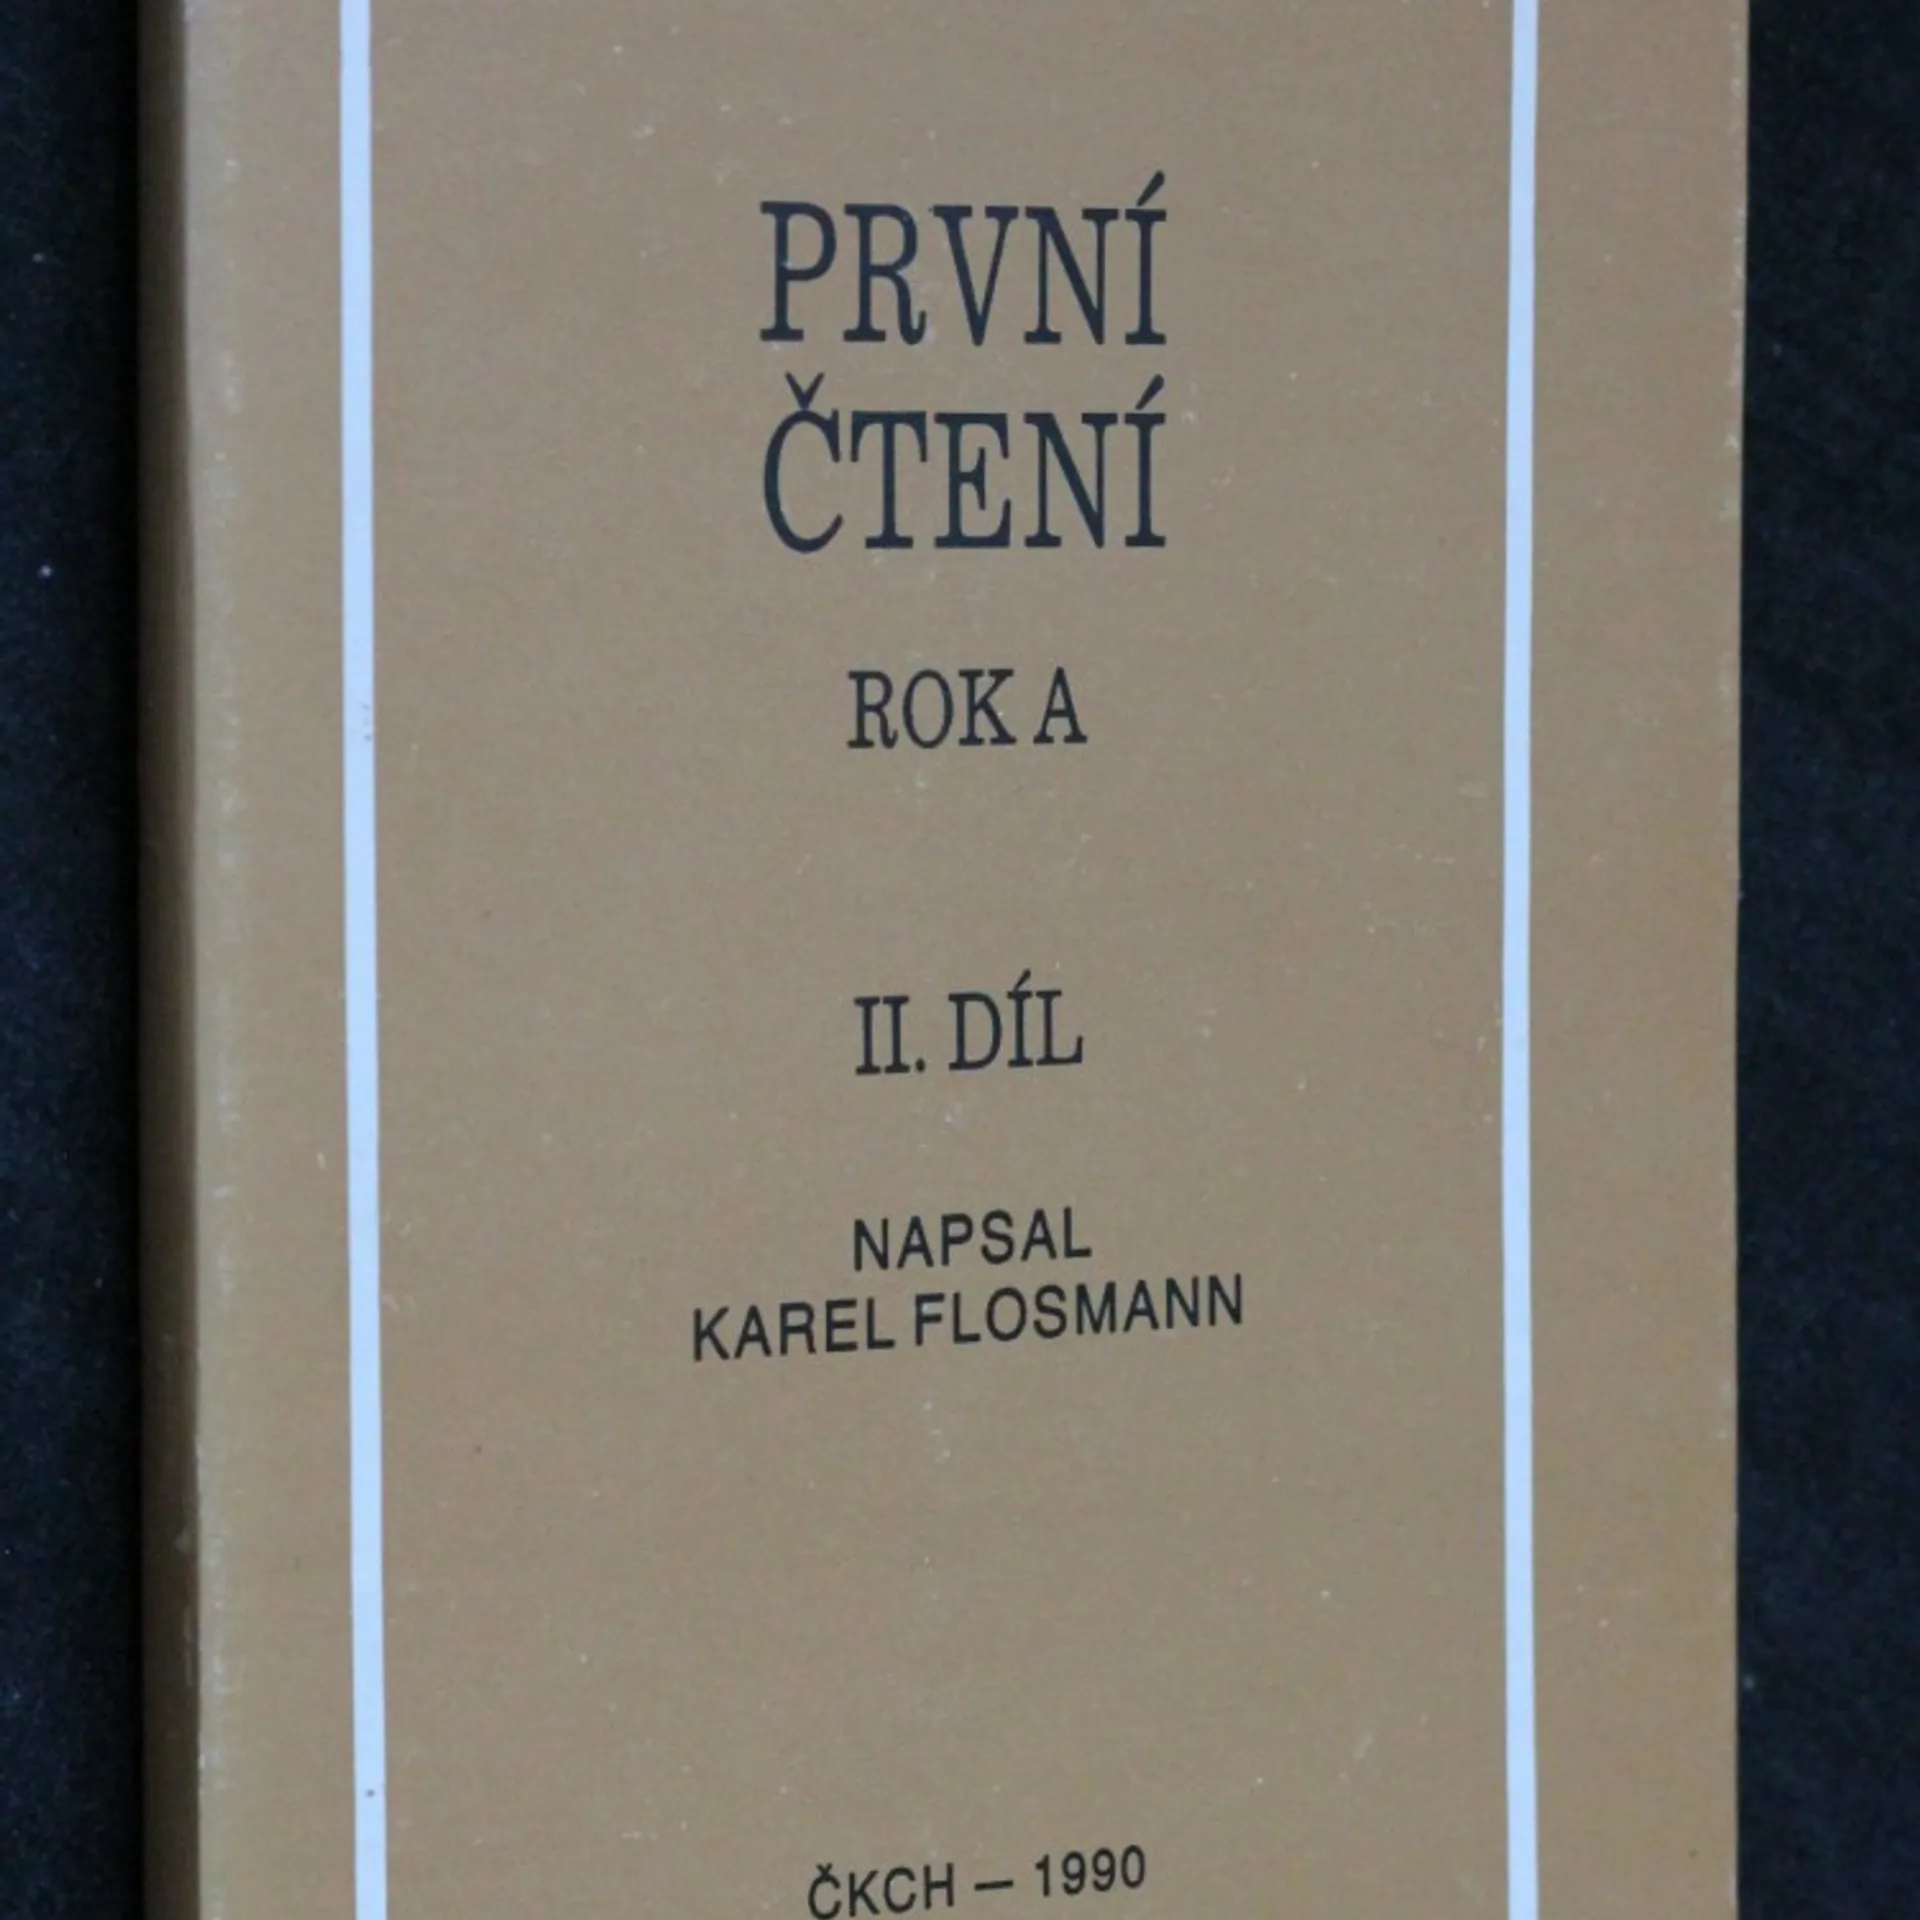 PRVNÍ
ČTENÍ
ROK A
II. DÍL
NAPSAL
KAREL FLOSMANN
ČKCH – 1990